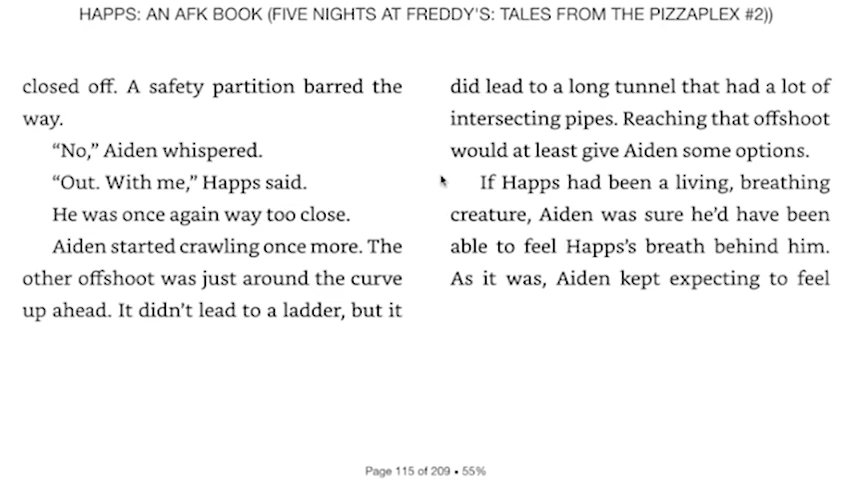 HAPPS: AN AFK BOOK (FIVE NIGHTS AT FREDDY'S: TALES FROM THE PIZZAPLEX #2))
closed off. A safety partition barred the
way.
“No,” Aiden whispered.
“Out. With me,” Happs said.
He was once again way too close.
Aiden started crawling once more. The
other offshoot was just around the curve
up ahead. It didn’t lead to a ladder, but it
did lead to a long tunnel that had a lot of
intersecting pipes. Reaching that offshoot
would at least give Aiden some options.
If Happs had been a living, breathing
creature, Aiden was sure he’d have been
able to feel Happs’s breath behind him.
As it was, Aiden kept expecting to feel
Page 115 of 209 • 55%